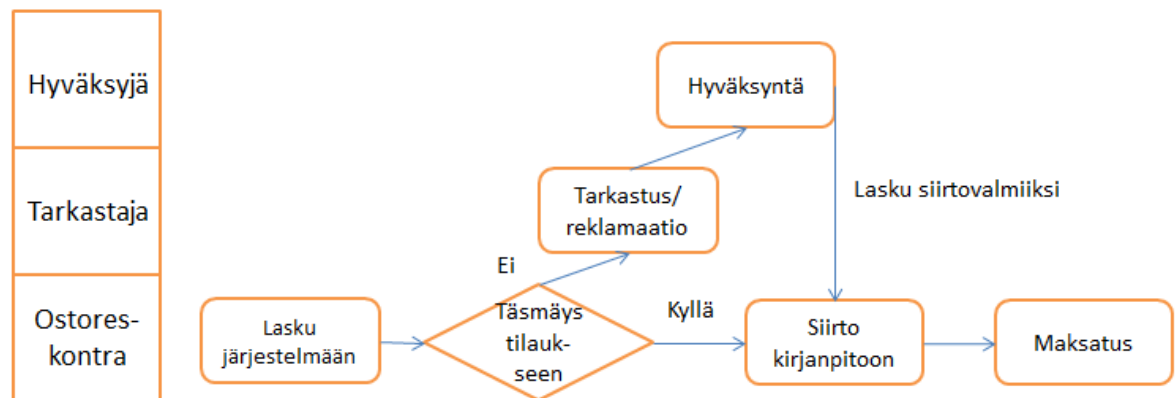 Hyväksyjä
Hyväksyntä
Tarkastaja
Tarkastus/
reklamaatio
Lasku siirtovalmiiksi
Ei
Kyllä
Ostores-
kontra
Lasku
järjestelmään
Täsmäys
tilauk-
seen
Siirto
kirjanpitoon
Maksatus